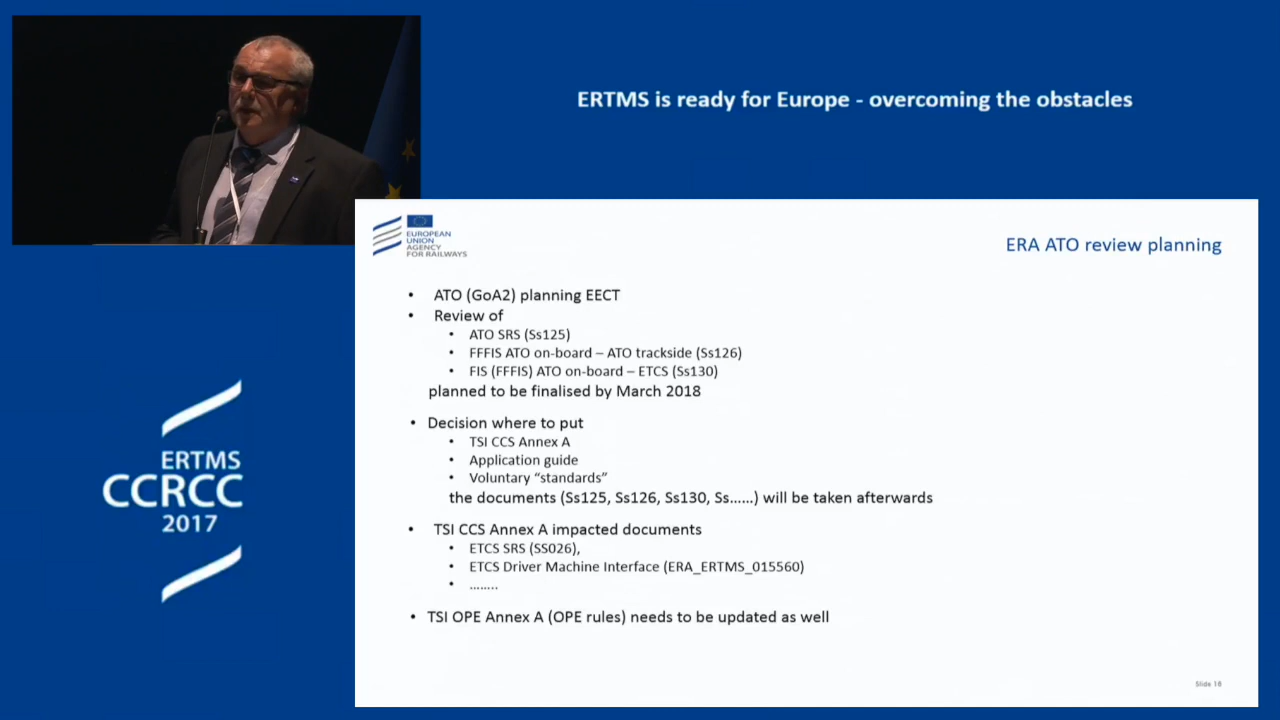 ERTMS is ready for Europe - overcoming the obstacles
EUROPEAN
UNION
AGENCY
FOR RAILWAYS
ERA ATO review planning
• ATO (GoA2) planning EECT
• Review of
• ATO SRS (Ss125)
• FFFIS ATO on-board – ATO trackside (Ss126)
• FIS (FFFIS) ATO on-board – ETCS (Ss130)
planned to be finalised by March 2018
• Decision where to put
• TSI CCS Annex A
• Application guide
• Voluntary “standards”
the documents (Ss125, Ss126, Ss130, Ss……) will be taken afterwards
• TSI CCS Annex A impacted documents
• ETCS SRS (SS026),
• ETCS Driver Machine Interface (ERA_ERTMS_015560)
• ……..
• TSI OPE Annex A (OPE rules) needs to be updated as well
Slide 16
ERTMS
CCRCC
2017